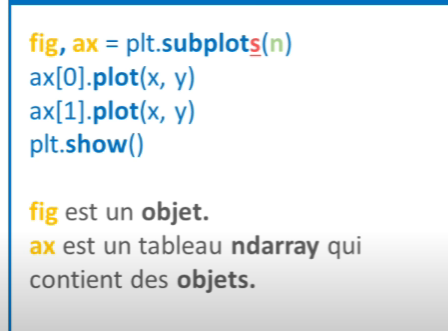 fig, ax = plt.subplots(n)
ax[0].plot(x, y)
ax[1].plot(x, y)
plt.show()
fig est un objet.
ax est un tableau ndarray qui
contient des objets.